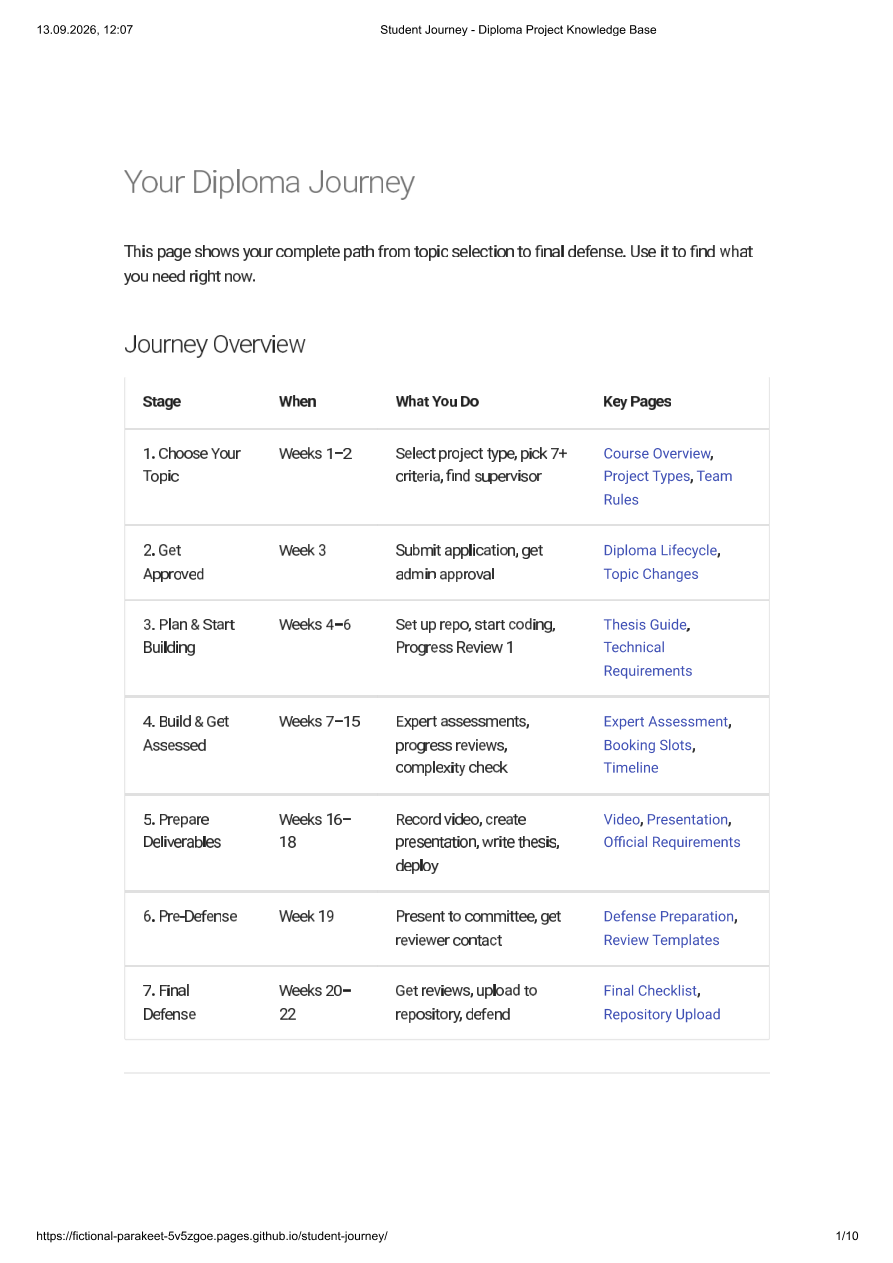 13.09.2026, 12:07 Student Journey - Diploma Project Knowledge Base
Your Diploma Journey
This page shows your complete path from topic selection to final defense. Use it to find what
you need right now.
Journey Overview
Stage When What You Do Key Pages
1. Choose Your Weeks 1–2 Select project type, pick 7+ Course Overview,
Topic criteria, find supervisor Project Types, Team
Rules
2. Get Week 3 Submit application, get Diploma Lifecycle,
Approved admin approval Topic Changes
3. Plan & Start Weeks 4–6 Set up repo, start coding, Thesis Guide,
Building Progress Review 1 Technical
Requirements
4. Build & Get Weeks 7–15 Expert assessments, Expert Assessment,
Assessed progress reviews, Booking Slots,
complexity check Timeline
5. Prepare Weeks 16– Record video, create Video, Presentation,
Deliverables 18 presentation, write thesis, Official Requirements
deploy
6. Pre-Defense Week 19 Present to committee, get Defense Preparation,
reviewer contact Review Templates
7. Final Weeks 20– Get reviews, upload to Final Checklist,
Defense 22 repository, defend Repository Upload
https://fictional-parakeet-5v5zgoe.pages.github.io/student-journey/ 1/10